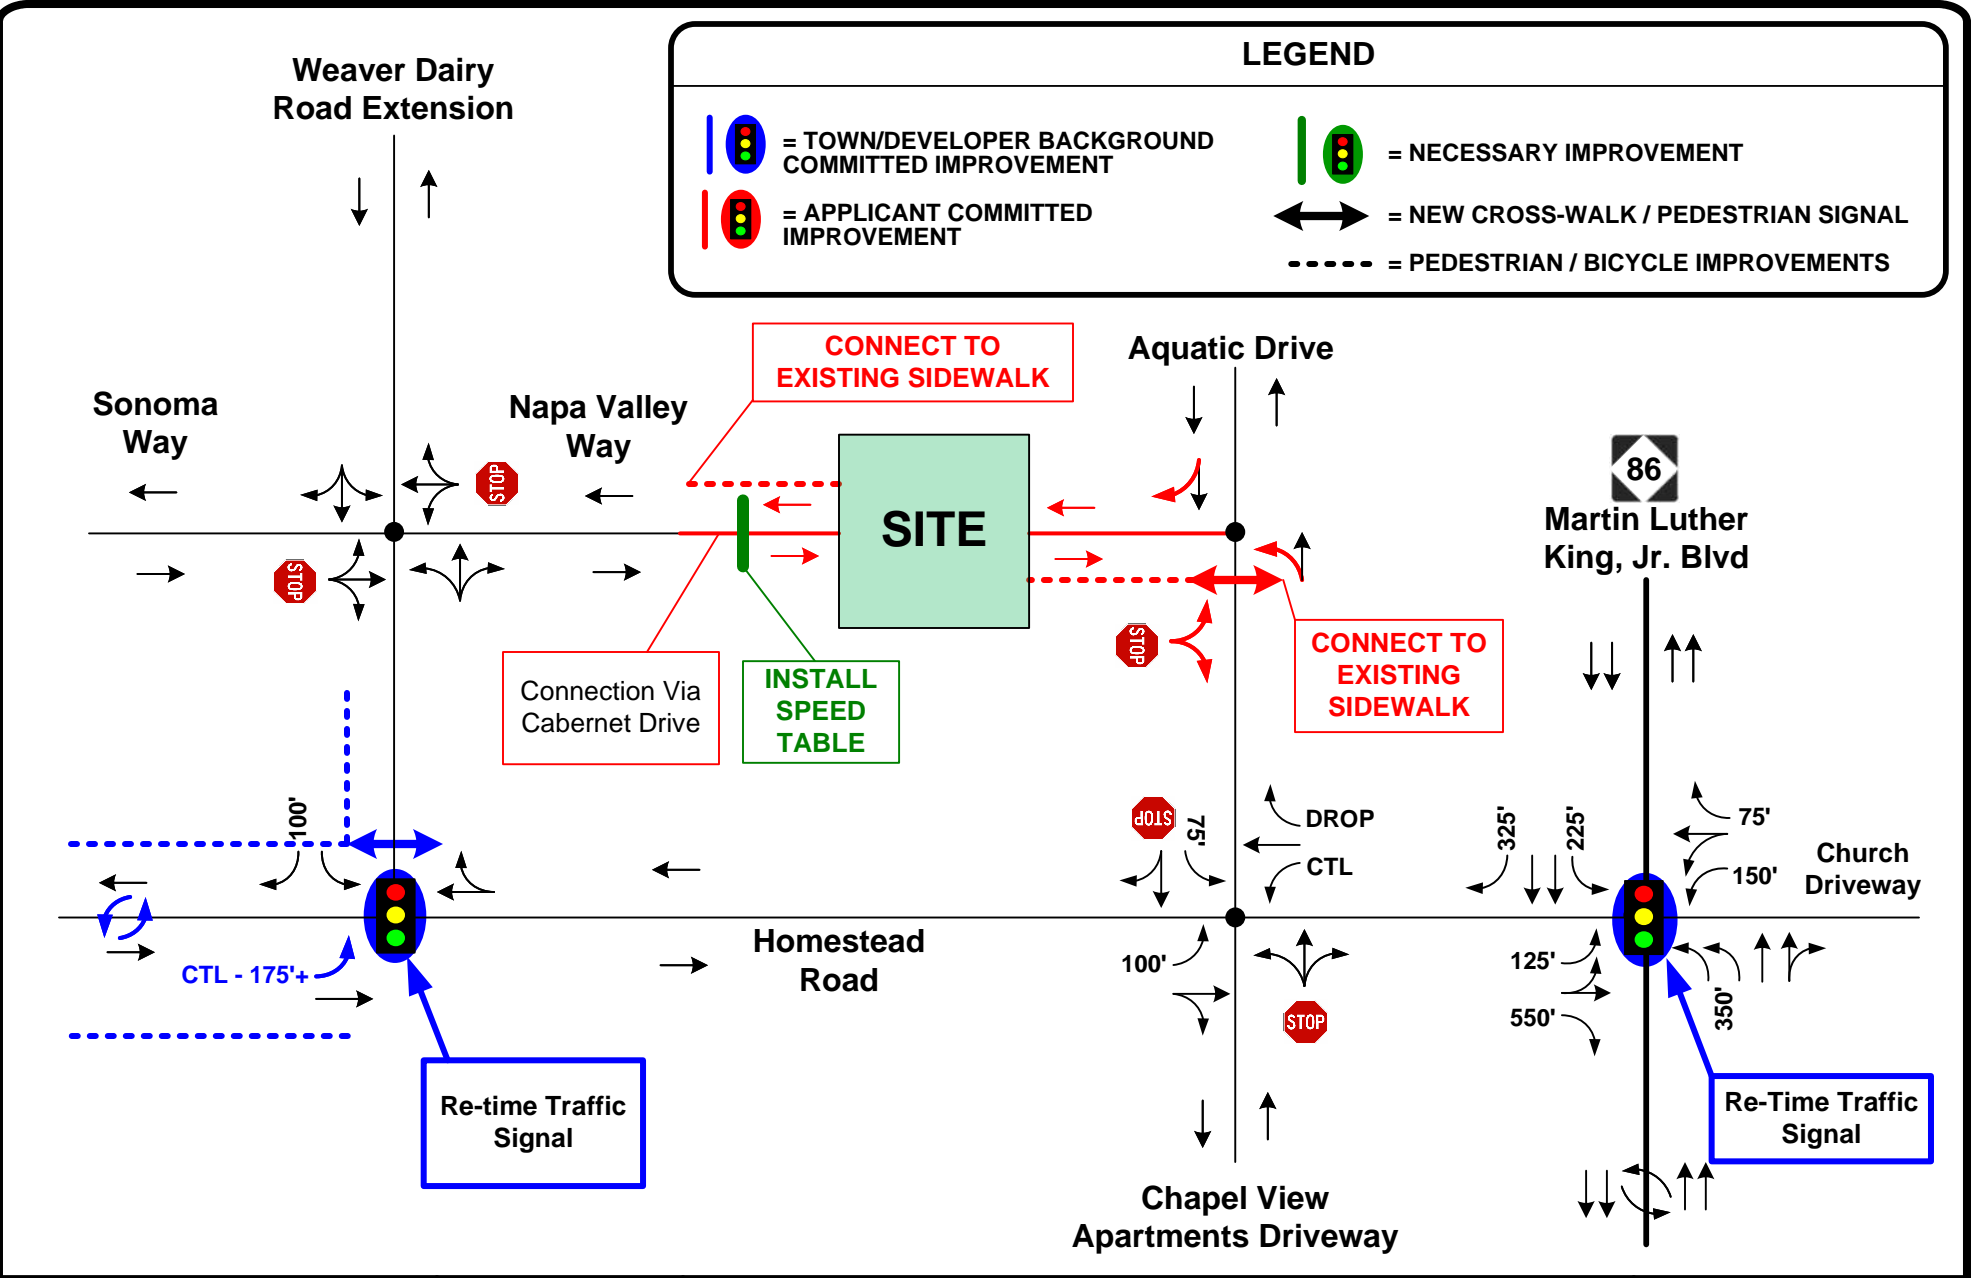 LEGEND
= TOWN/DEVELOPER BACKGROUND
COMMITTED IMPROVEMENT
= APPLICANT COMMITTED
IMPROVEMENT
= NECESSARY IMPROVEMENT
= NEW CROSS-WALK / PEDESTRIAN SIGNAL
= PEDESTRIAN / BICYCLE IMPROVEMENTS
Weaver Dairy
Road Extension
CONNECT TO
EXISTING SIDEWALK
Aquatic Drive
Sonoma
Way
Napa Valley
Way
STOP
SITE
86
Martin Luther
King, Jr. Blvd
STOP
STOP
CONNECT TO
EXISTING
SIDEWALK
Connection Via
Cabernet Drive
INSTALL
SPEED
TABLE
100'
STOP
75'
DROP
CTL
325'
225'
75'
150'
Church
Driveway
CTL - 175'+
Homestead
Road
100'
STOP
125'
550'
350'
Re-time Traffic
Signal
Re-Time Traffic
Signal
Chapel View
Apartments Driveway